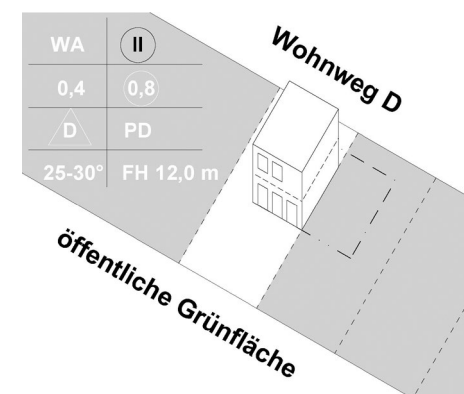 Wohnweg D
WA II
0,4 0,8
D PD
25-30° FH 12,0 m
öffentliche Grünfläche